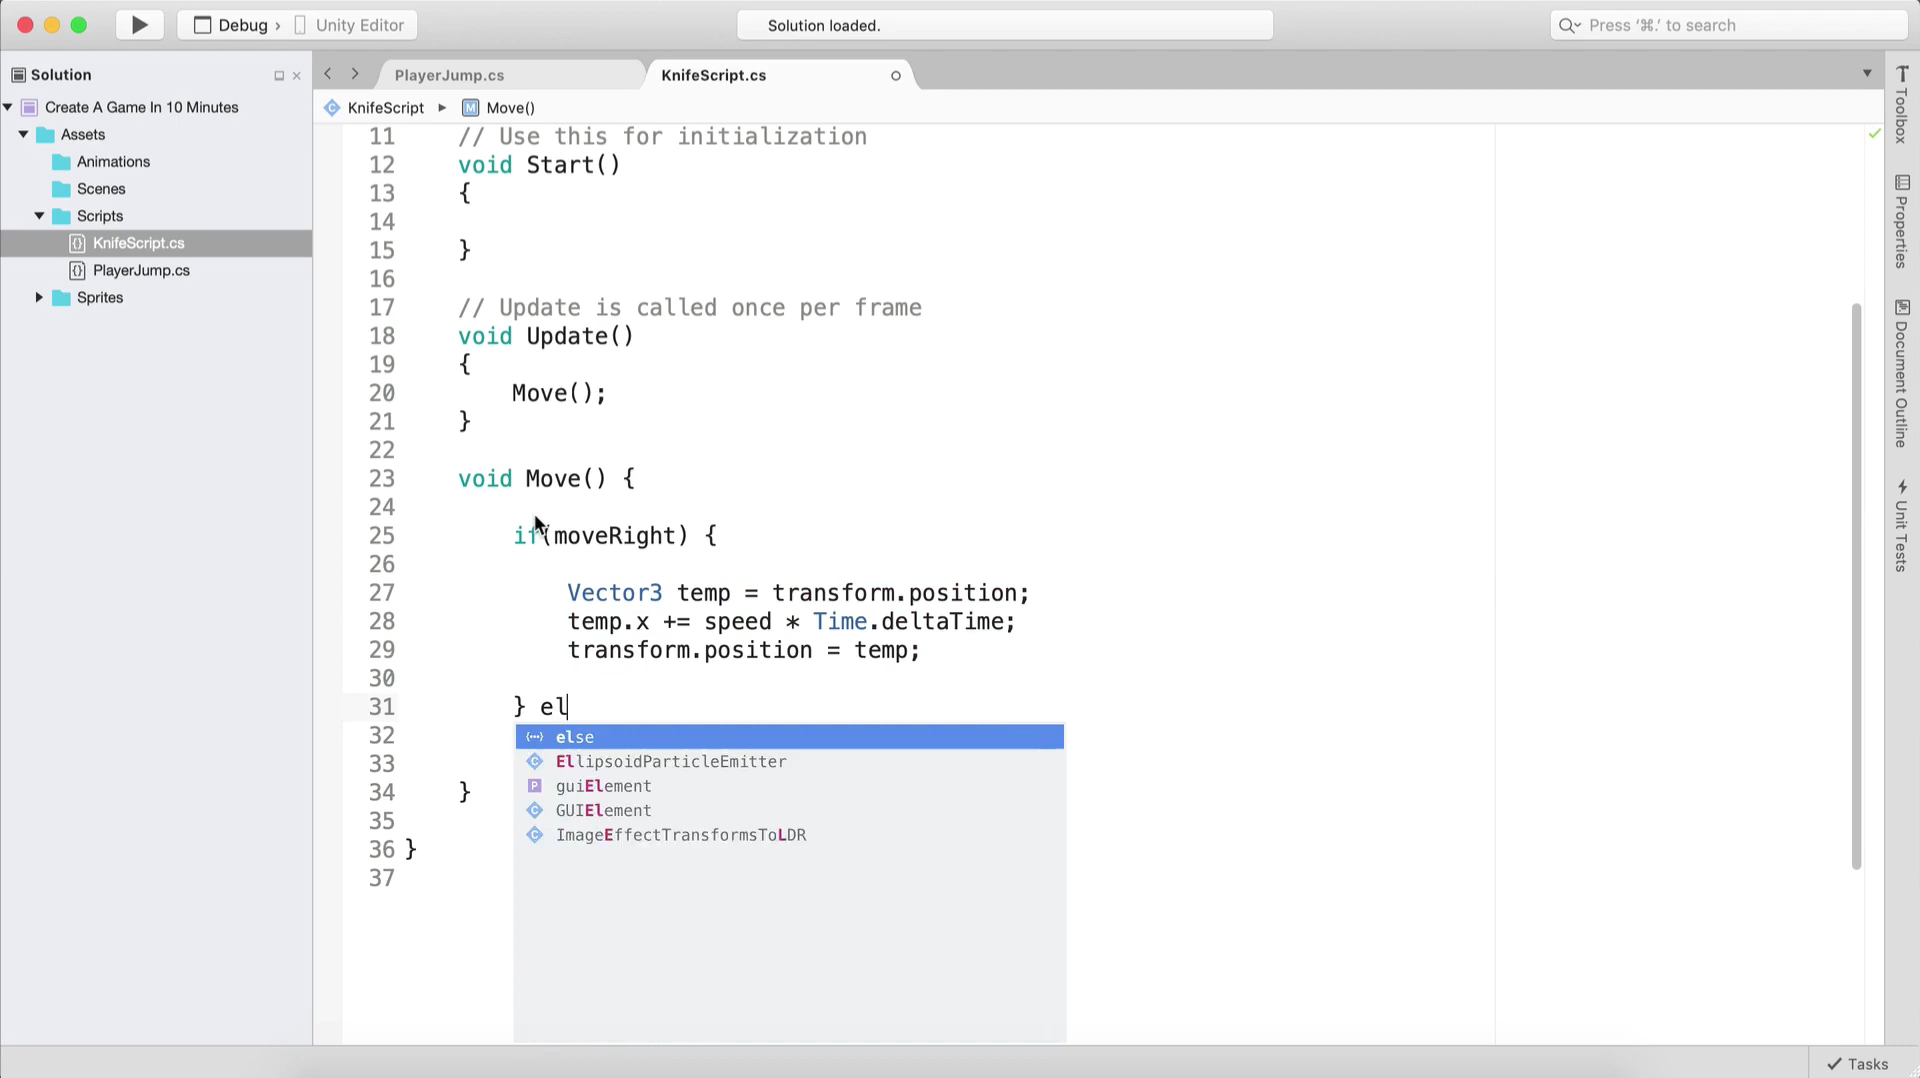 Debug › Unity Editor
Solution loaded.
Press ‘⌘.’ to search
Solution
Create A Game In 10 Minutes
Assets
Animations
Scenes
Scripts
KnifeScript.cs
PlayerJump.cs
Sprites
PlayerJump.cs
KnifeScript.cs
KnifeScript
M Move()
11 // Use this for initialization
12 void Start()
13 {
14
15 }
16
17 // Update is called once per frame
18 void Update()
19 {
20 Move();
21 }
22
23 void Move() {
24
25 if(moveRight) {
26
27 Vector3 temp = transform.position;
28 temp.x += speed * Time.deltaTime;
29 transform.position = temp;
30
31 } el
32
33
34 }
35
36 }
37
else
EllipsoidParticleEmitter
guiElement
GUIElement
ImageEffectTransformsToLDR
Toolbox
Properties
Document Outline
Unit Tests
Tasks